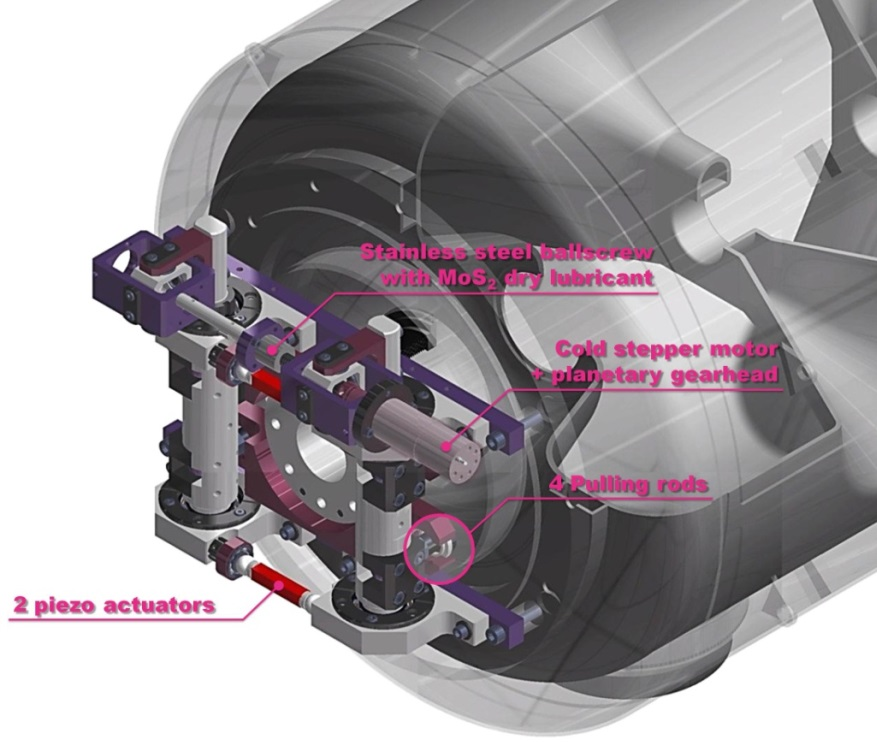 Stainless steel ballscrew
with MoS₂ dry lubricant
Cold stepper motor
+ planetary gearhead
4 Pulling rods
2 piezo actuators